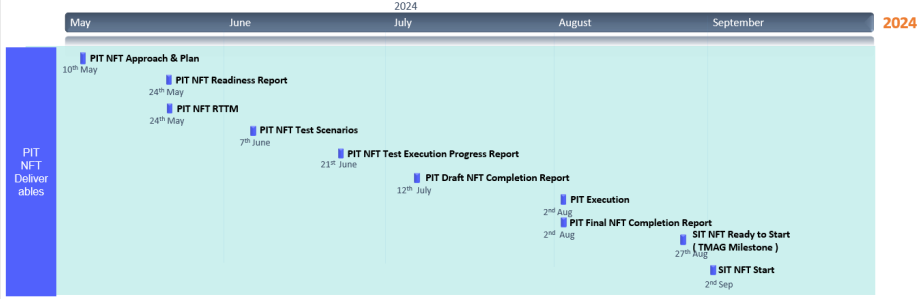 2024
May June July August September
2024
PIT NFT Approach & Plan
10th May
PIT NFT Readiness Report
24th May
PIT NFT RTTM
24th May
PIT NFT Test Scenarios
7th June
PIT NFT Test Execution Progress Report
21st June
PIT Draft NFT Completion Report
12th July
PIT Execution
2nd Aug
PIT Final NFT Completion Report
2nd Aug
SIT NFT Ready to Start
( TMAG Milestone )
27th Aug
SIT NFT Start
2nd Sep
PIT
NFT
Deliver
ables